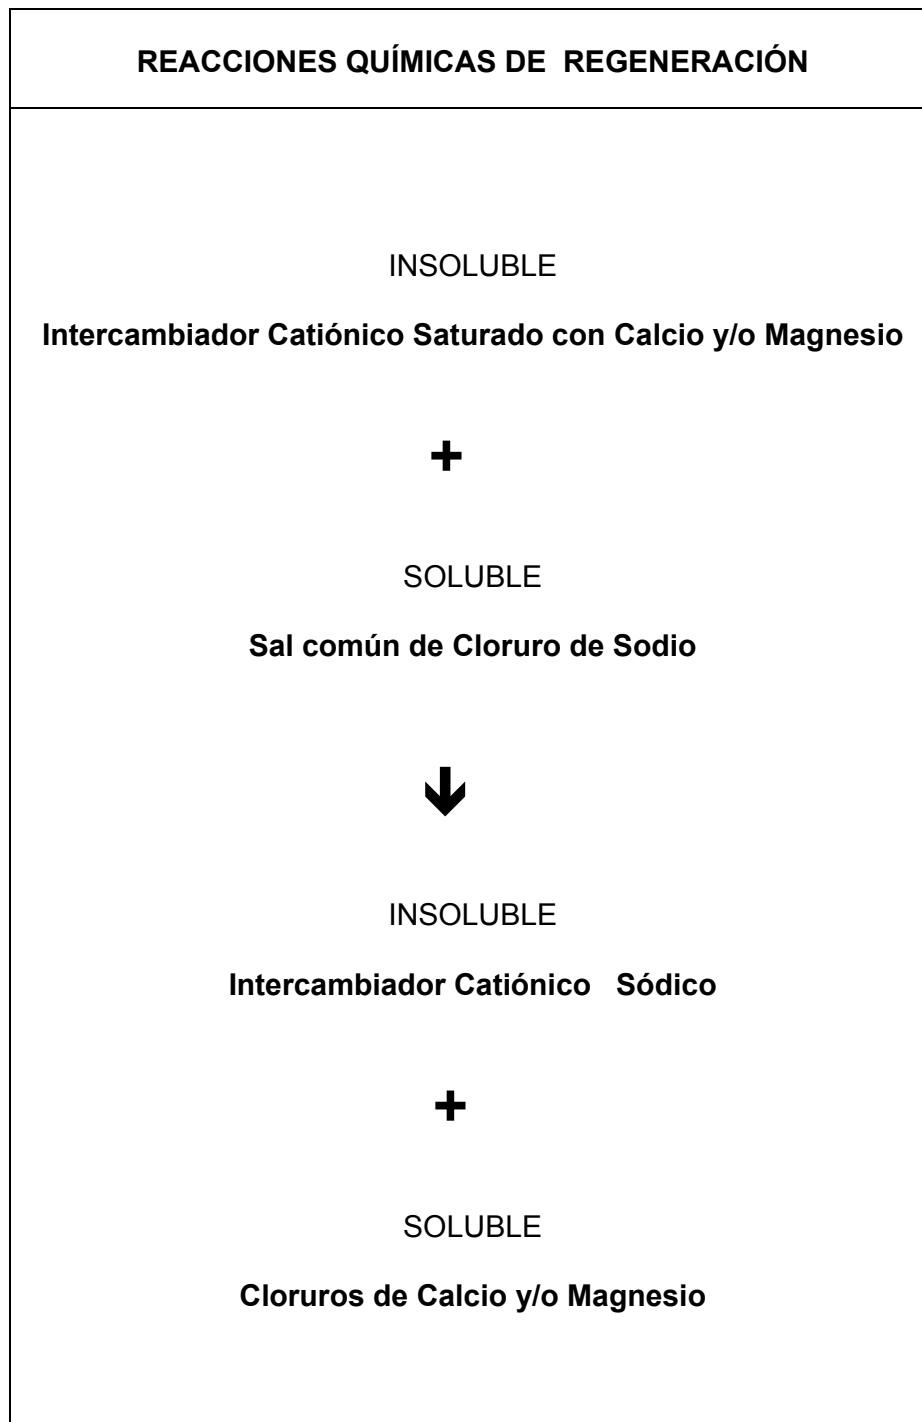 REACCIONES QUÍMICAS DE  REGENERACIÓN
INSOLUBLE
Intercambiador Catiónico Saturado con Calcio y/o Magnesio
+
SOLUBLE
Sal común de Cloruro de Sodio
INSOLUBLE
Intercambiador Catiónico   Sódico
+
SOLUBLE
Cloruros de Calcio y/o Magnesio